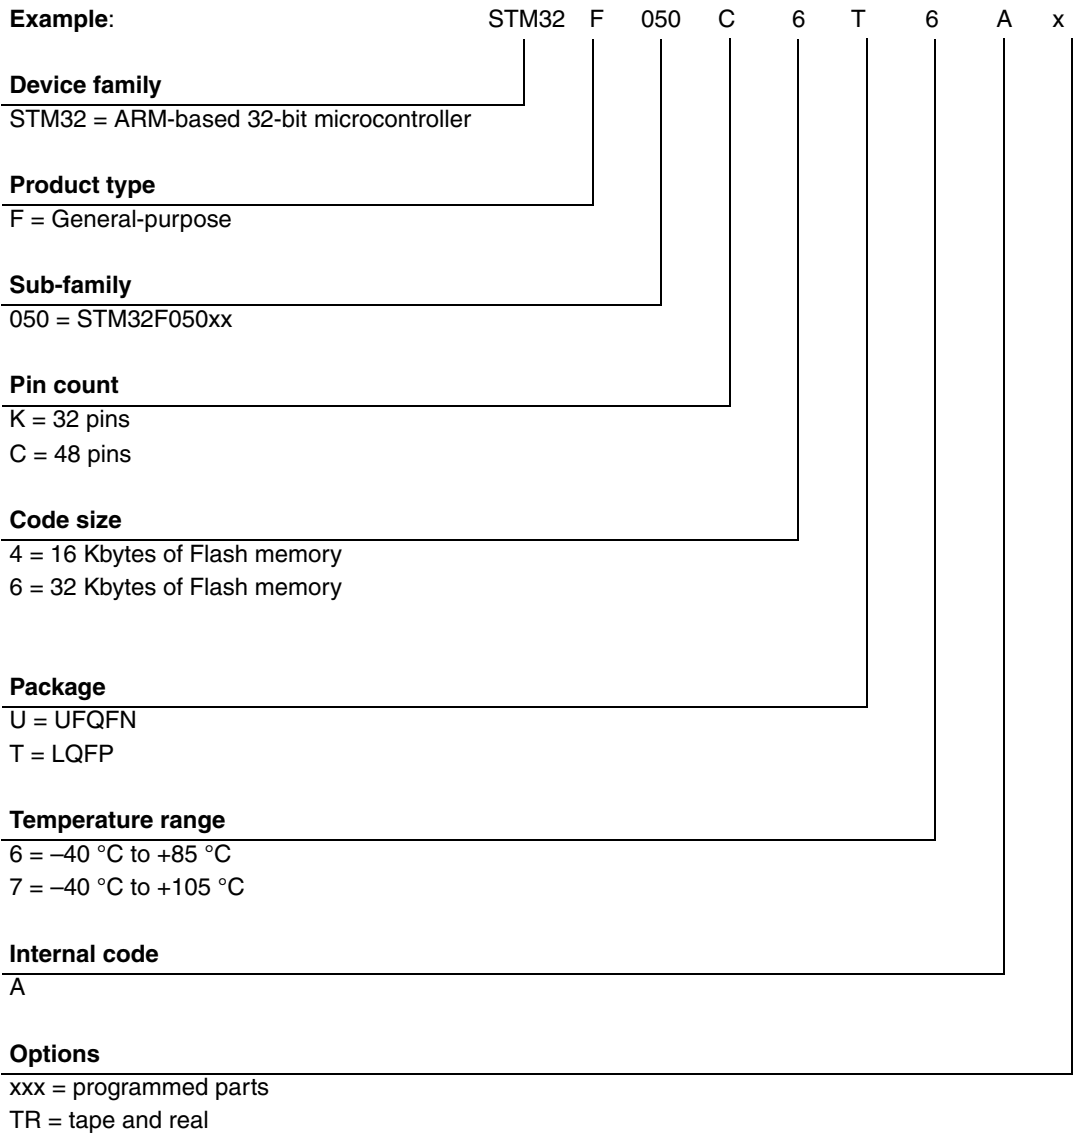 Example: STM32 F 050 C 6 T 6 A x
Device family
STM32 = ARM-based 32-bit microcontroller
Product type
F = General-purpose
Sub-family
050 = STM32F050xx
Pin count
K = 32 pins
C = 48 pins
Code size
4 = 16 Kbytes of Flash memory
6 = 32 Kbytes of Flash memory
Package
U = UFQFN
T = LQFP
Temperature range
6 = –40 °C to +85 °C
7 = –40 °C to +105 °C
Internal code
A
Options
xxx = programmed parts
TR = tape and real